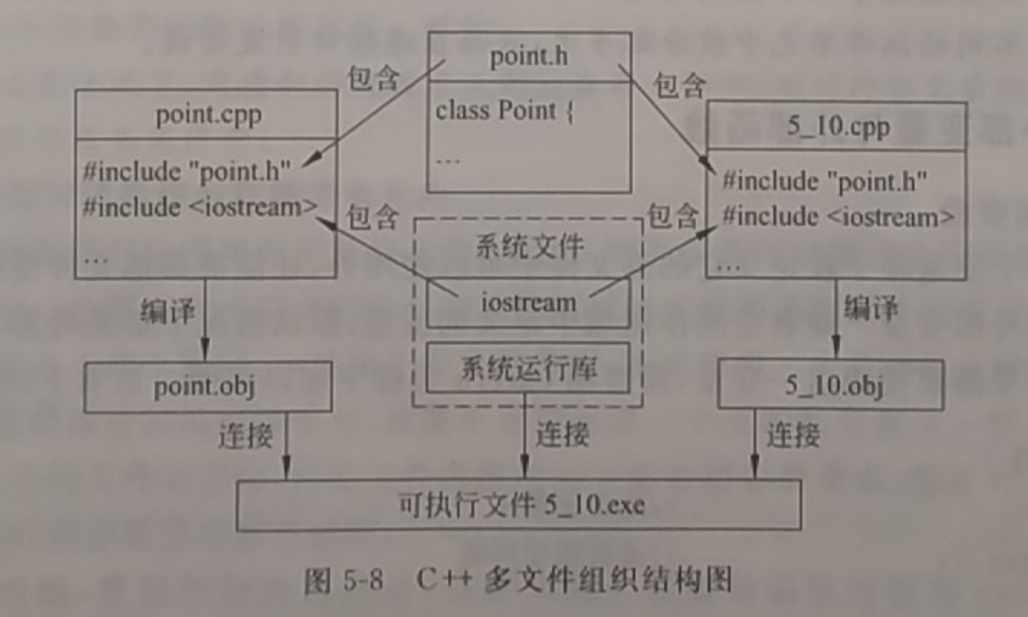 point.h
class Point {
…
包含
包含
point.cpp
#include "point.h"
#include <iostream>
…
5_10.cpp
#include "point.h"
#include <iostream>
…
包含
包含
系统文件
iostream
系统运行库
编译
编译
point.obj
5_10.obj
连接
连接
连接
可执行文件 5_10.exe
图 5-8 C++ 多文件组织结构图